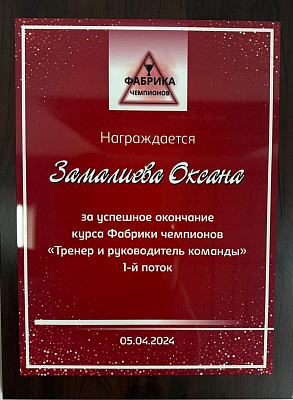 ФАБРИКА
ЧЕМПИОНОВ
Награждается
Замалиева Оксана
за успешное окончание
курса Фабрики чемпионов
«Тренер и руководитель команды»
1-й поток
05.04.2024